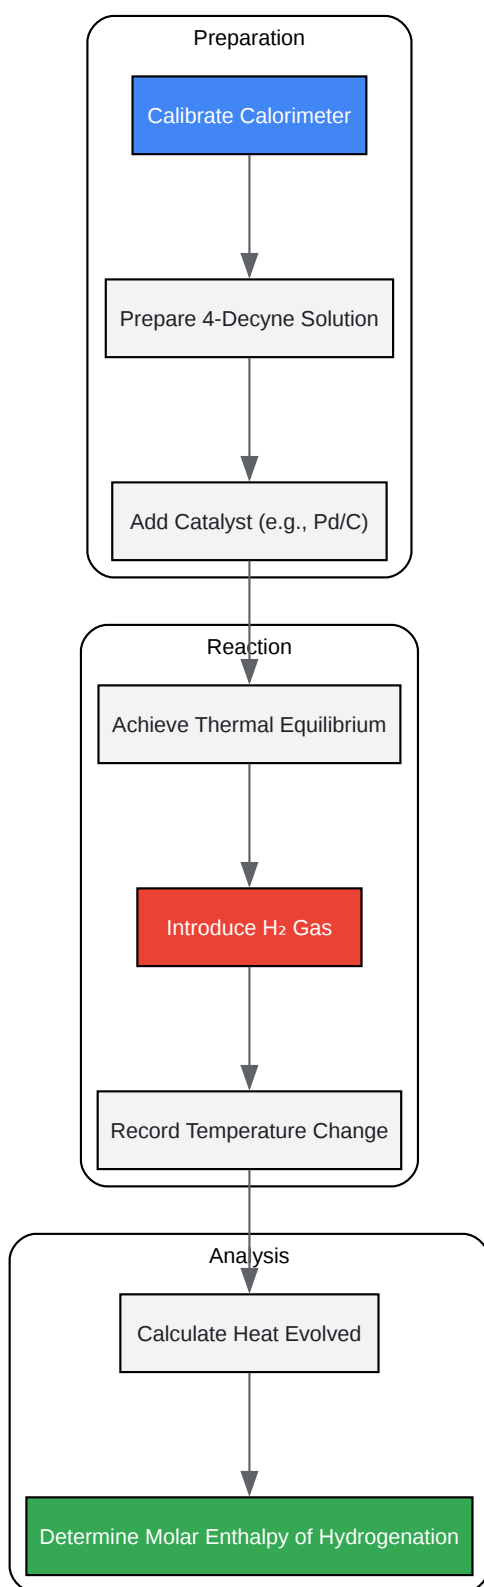 Preparation
Calibrate Calorimeter
Prepare 4-Decyne Solution
Add Catalyst (e.g., Pd/C)
Reaction
Achieve Thermal Equilibrium
Introduce H₂ Gas
Record Temperature Change
Analysis
Calculate Heat Evolved
Determine Molar Enthalpy of Hydrogenation